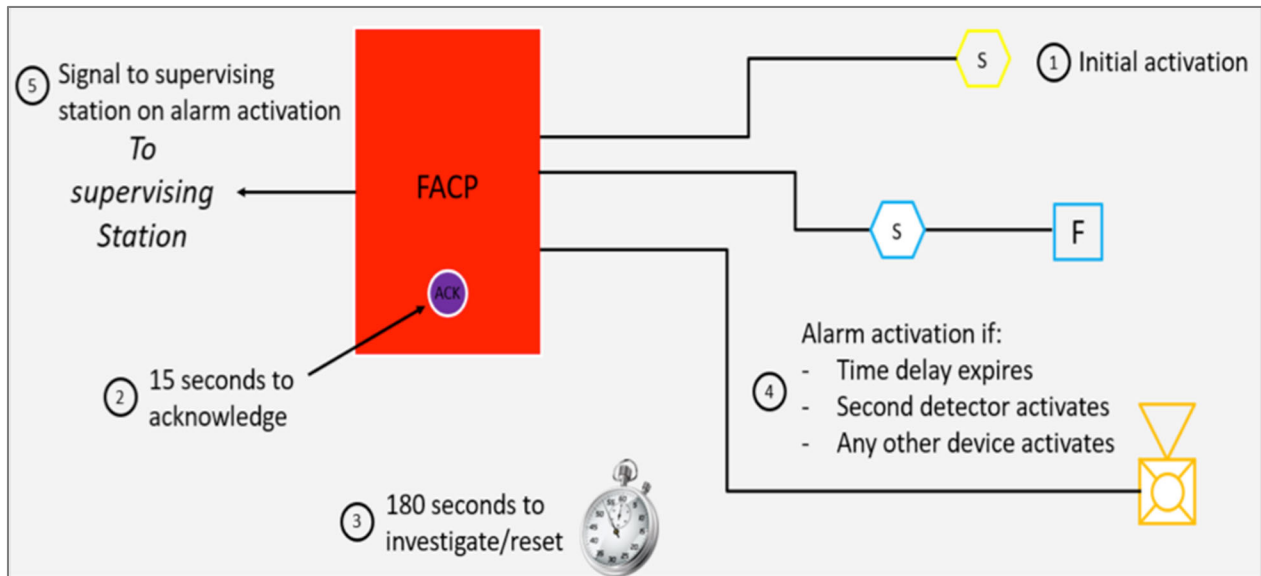 5 Signal to supervising
station on alarm activation
To
supervising
Station
FACP
ACK
S
1 Initial activation
S
F
2 15 seconds to
acknowledge
3 180 seconds to
investigate/reset
4 Alarm activation if:
- Time delay expires
- Second detector activates
- Any other device activates